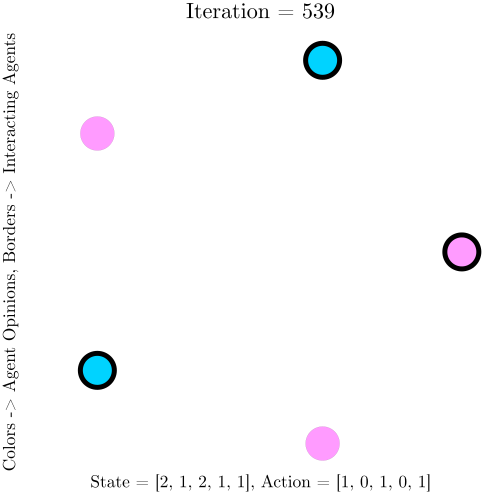 Iteration = 539
Colors -> Agent Opinions, Borders -> Interacting Agents
State = [2, 1, 2, 1, 1], Action = [1, 0, 1, 0, 1]